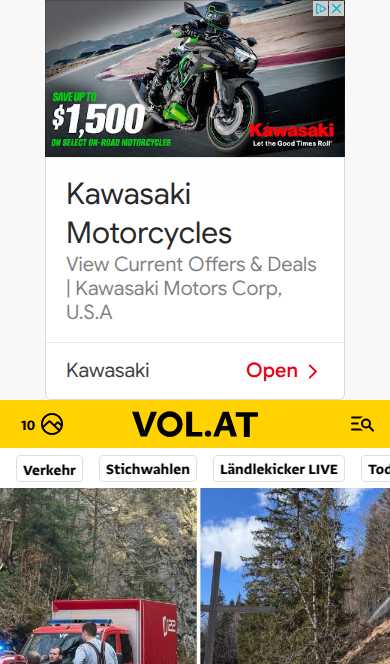 SAVE UP TO
$1,500
ON SELECT ON-ROAD MOTORCYCLES
Kawasaki
Let the Good Times Roll®
Kawasaki
Motorcycles
View Current Offers & Deals
| Kawasaki Motors Corp,
U.S.A
Kawasaki
Open
10
VOL.AT
Verkehr
Stichwahlen
Ländlekicker LIVE
Tod